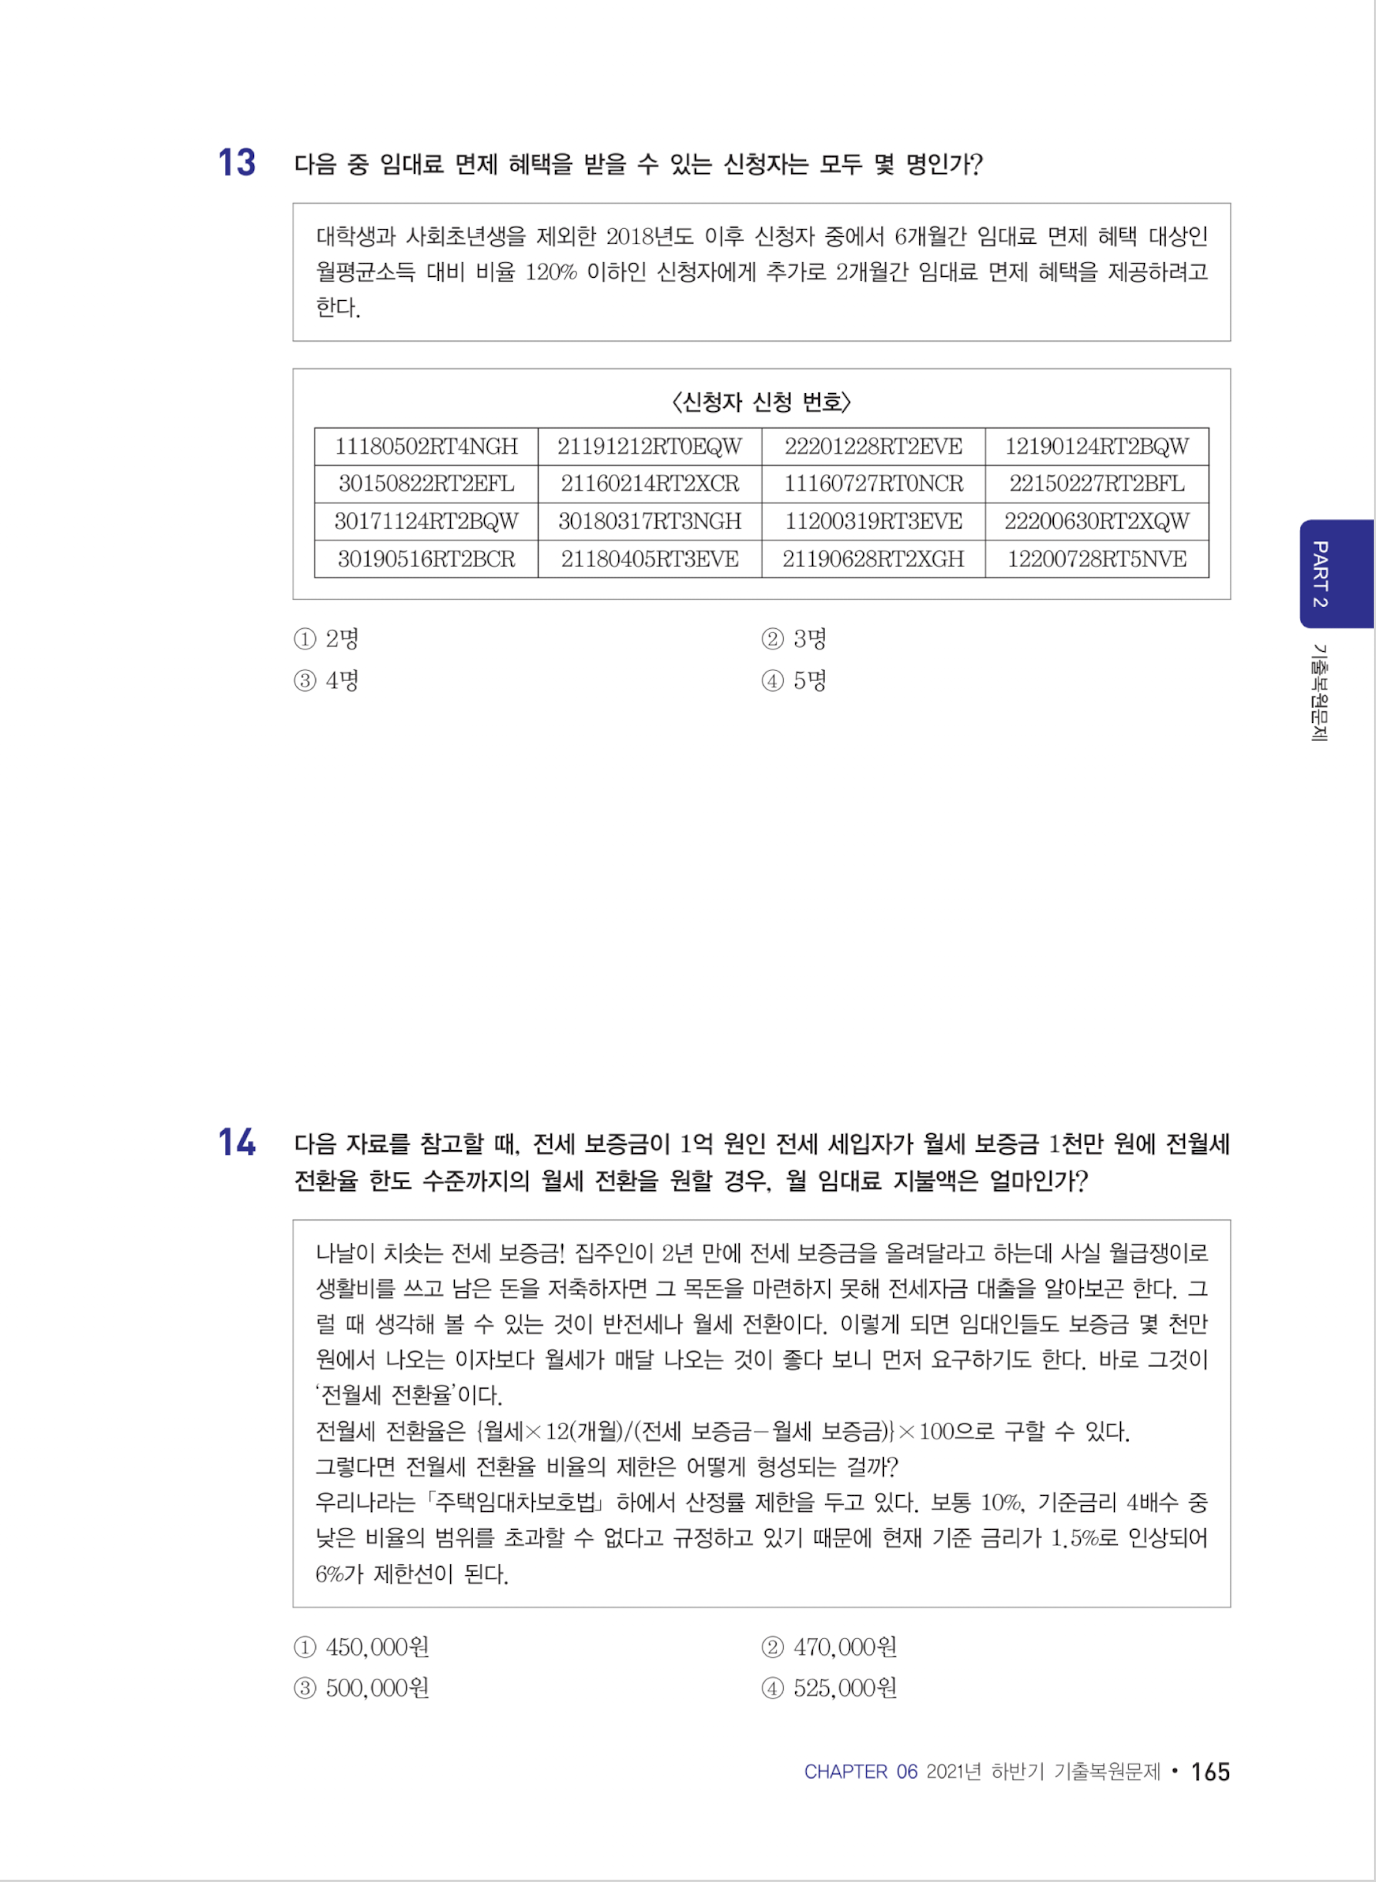 13 다음 중 임대료 면제 혜택을 받을 수 있는 신청자는 모두 몇 명인가?
대학생과 사회초년생을 제외한 2018년도 이후 신청자 중에서 6개월간 임대료 면제 혜택 대상인
월평균소득 대비 비율 120% 이하인 신청자에게 추가로 2개월간 임대료 면제 혜택을 제공하려고
한다.
〈신청자 신청 번호〉
11180502RT4NGH 21191212RT0EQW 22201228RT2EVE 12190124RT2BQW
30150822RT2EFL 21160214RT2XCR 11160727RT0NCR 22150227RT2BFL
30171124RT2BQW 30180317RT3NGH 11200319RT3EVE 22200630RT2XQW
30190516RT2BCR 21180405RT3EVE 21190628RT2XGH 12200728RT5NVE
① 2명 ② 3명
③ 4명 ④ 5명
PART 2
기출복원문제
14 다음 자료를 참고할 때, 전세 보증금이 1억 원인 전세 세입자가 월세 보증금 1천만 원에 전월세
전환율 한도 수준까지의 월세 전환을 원할 경우, 월 임대료 지불액은 얼마인가?
나날이 치솟는 전세 보증금! 집주인이 2년 만에 전세 보증금을 올려달라고 하는데 사실 월급쟁이로
생활비를 쓰고 남은 돈을 저축하자면 그 목돈을 마련하지 못해 전세자금 대출을 알아보곤 한다. 그
럴 때 생각해 볼 수 있는 것이 반전세나 월세 전환이다. 이렇게 되면 임대인들도 보증금 몇 천만
원에서 나오는 이자보다 월세가 매달 나오는 것이 좋다 보니 먼저 요구하기도 한다. 바로 그것이
‘전월세 전환율’이다.
전월세 전환율은 {월세×12(개월)/(전세 보증금−월세 보증금)}×100으로 구할 수 있다.
그렇다면 전월세 전환율 비율의 제한은 어떻게 형성되는 걸까?
우리나라는 「주택임대차보호법」 하에서 산정률 제한을 두고 있다. 보통 10%, 기준금리 4배수 중
낮은 비율의 범위를 초과할 수 없다고 규정하고 있기 때문에 현재 기준 금리가 1.5%로 인상되어
6%가 제한선이 된다.
① 450,000원 ② 470,000원
③ 500,000원 ④ 525,000원
CHAPTER 06 2021년 하반기 기출복원문제 • 165